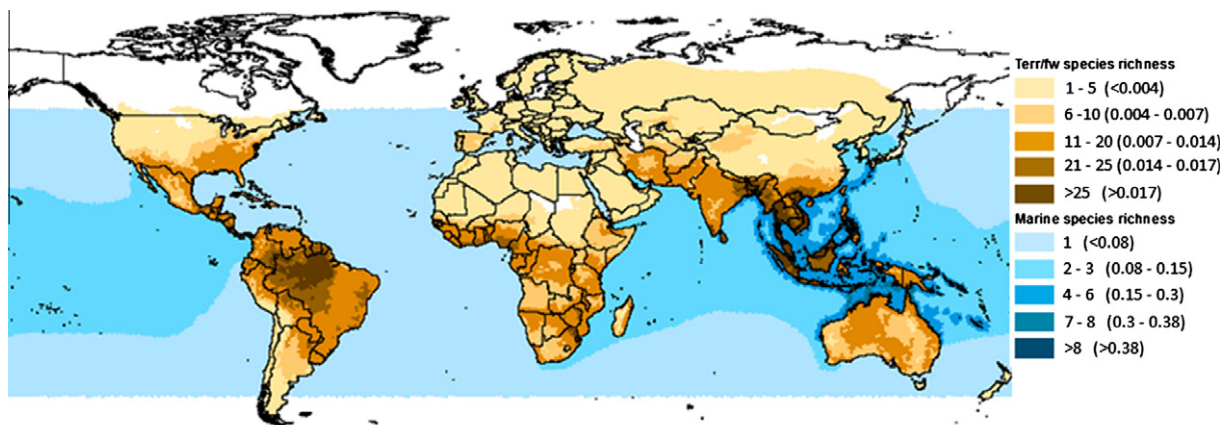 Terr/fw species richness
1 - 5 (<0.004)
6 -10 (0.004 - 0.007)
11 - 20 (0.007 - 0.014)
21 - 25 (0.014 - 0.017)
>25 (>0.017)
Marine species richness
1 (<0.08)
2 - 3 (0.08 - 0.15)
4 - 6 (0.15 - 0.3)
7 - 8 (0.3 - 0.38)
>8 (>0.38)